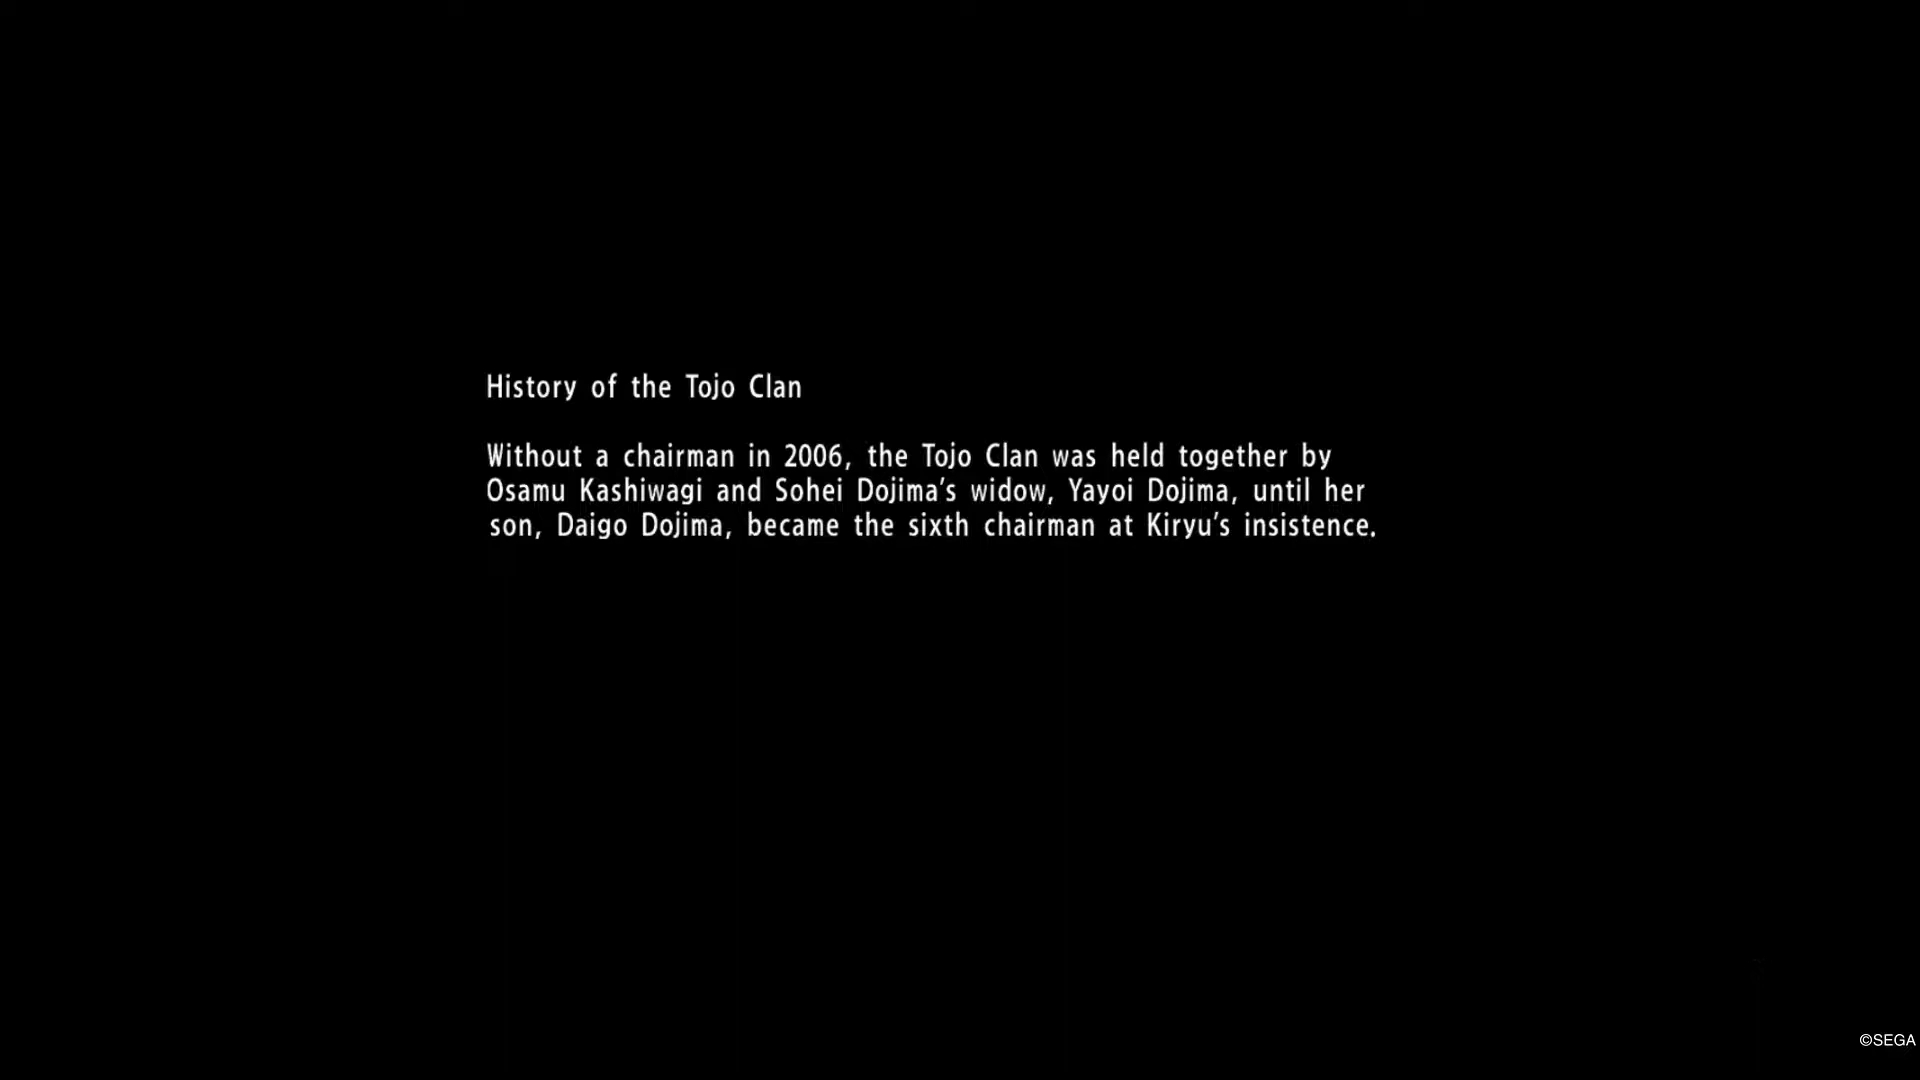 History of the Tojo Clan
Without a chairman in 2006, the Tojo Clan was held together by
Osamu Kashiwagi and Sohei Dojima's widow, Yayoi Dojima, until her
son, Daigo Dojima, became the sixth chairman at Kiryu's insistence.
©SEGA